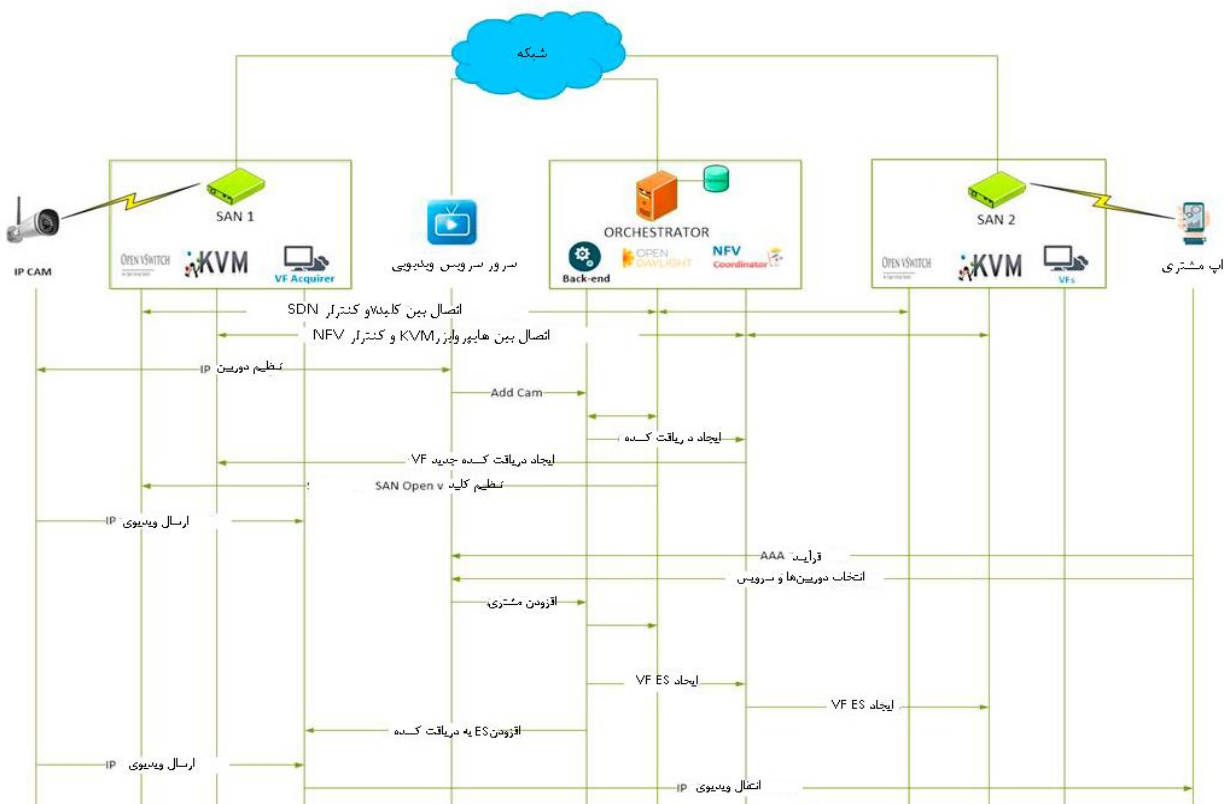 شبکه
SAN 1
SAN 2
ORCHESTRATOR
IP CAM
OPEN VSWITCH
KVM
VF Acquirer
سرور سرویس ویدیویی
Back-end
OPEN DAYLIGHT
NFV Coordinator
OPEN VSWITCH
KVM
VFs
اپ مشتری
اتصال بین کلیدvو کنترلر SDN
اتصال بین هایپروایزر KVM و کنترلر NFV
تنظیم دوربین IP
Add Cam
ایجاد دریافت کننده
ایجاد دریافت کننده جدید VF
تنظیم کلید SAN Open v
ارسال ویدیوی IP
فرآیند AAA
انتخاب دوربین‌ها و سرویس
افزودن مشتری
ایجاد VF ES
ایجاد VF ES
افزودن ES به دریافت کننده
ارسال ویدیوی IP
انتقال ویدیوی IP